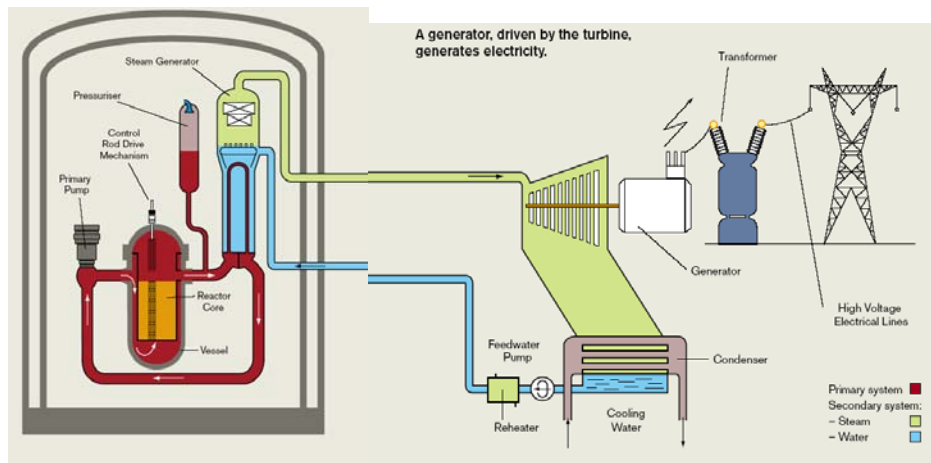 A generator, driven by the turbine,
generates electricity.
Steam Generator
Pressuriser
Control
Rod Drive
Mechanism
Primary
Pump
Reactor
Core
Vessel
Transformer
Generator
High Voltage
Electrical Lines
Feedwater
Pump
Condenser
Reheater
Cooling
Water
Primary system
Secondary system:
– Steam
– Water